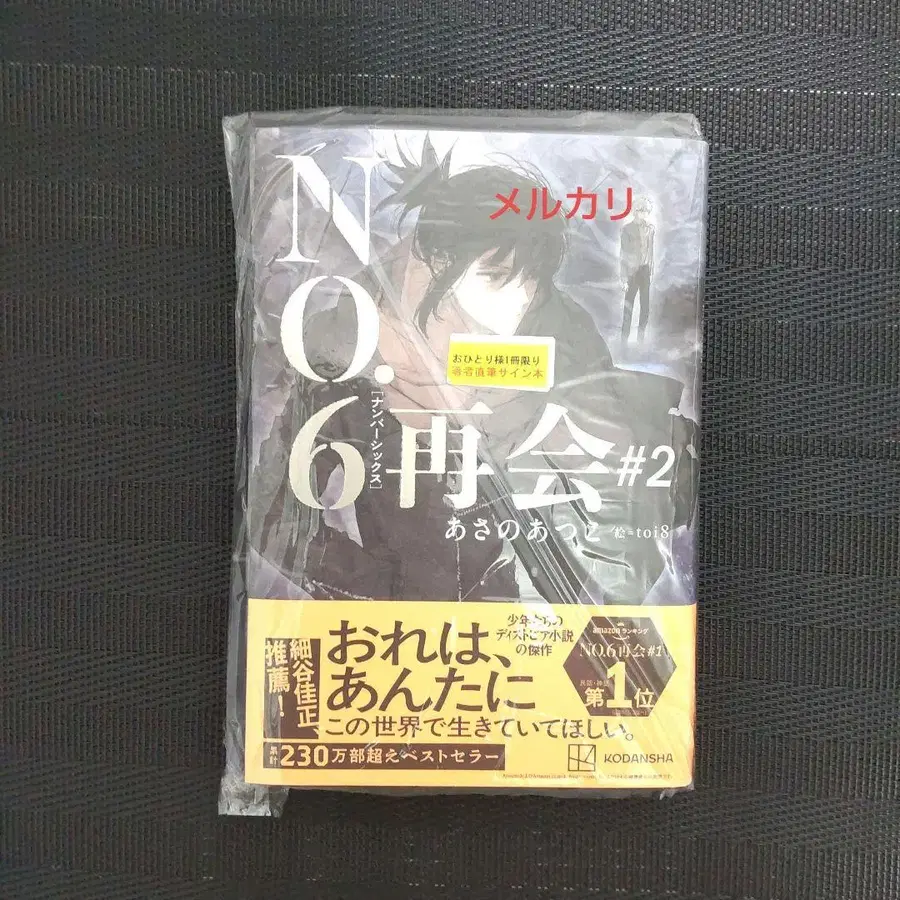 メルカリ
NO.6
[ナンバーシックス]
おひとり様1冊限り
著者直筆サイン本
再会 #2
あさのあつこ
絵=toi8
少年たちの
ディストピア小説
の傑作
amazonランキング
NO.6再会#1
第1位
細谷佳正、
推薦!
おれは、
あんたに
この世界で生きていてほしい。
累計230万部超えベストセラー
KODANSHA